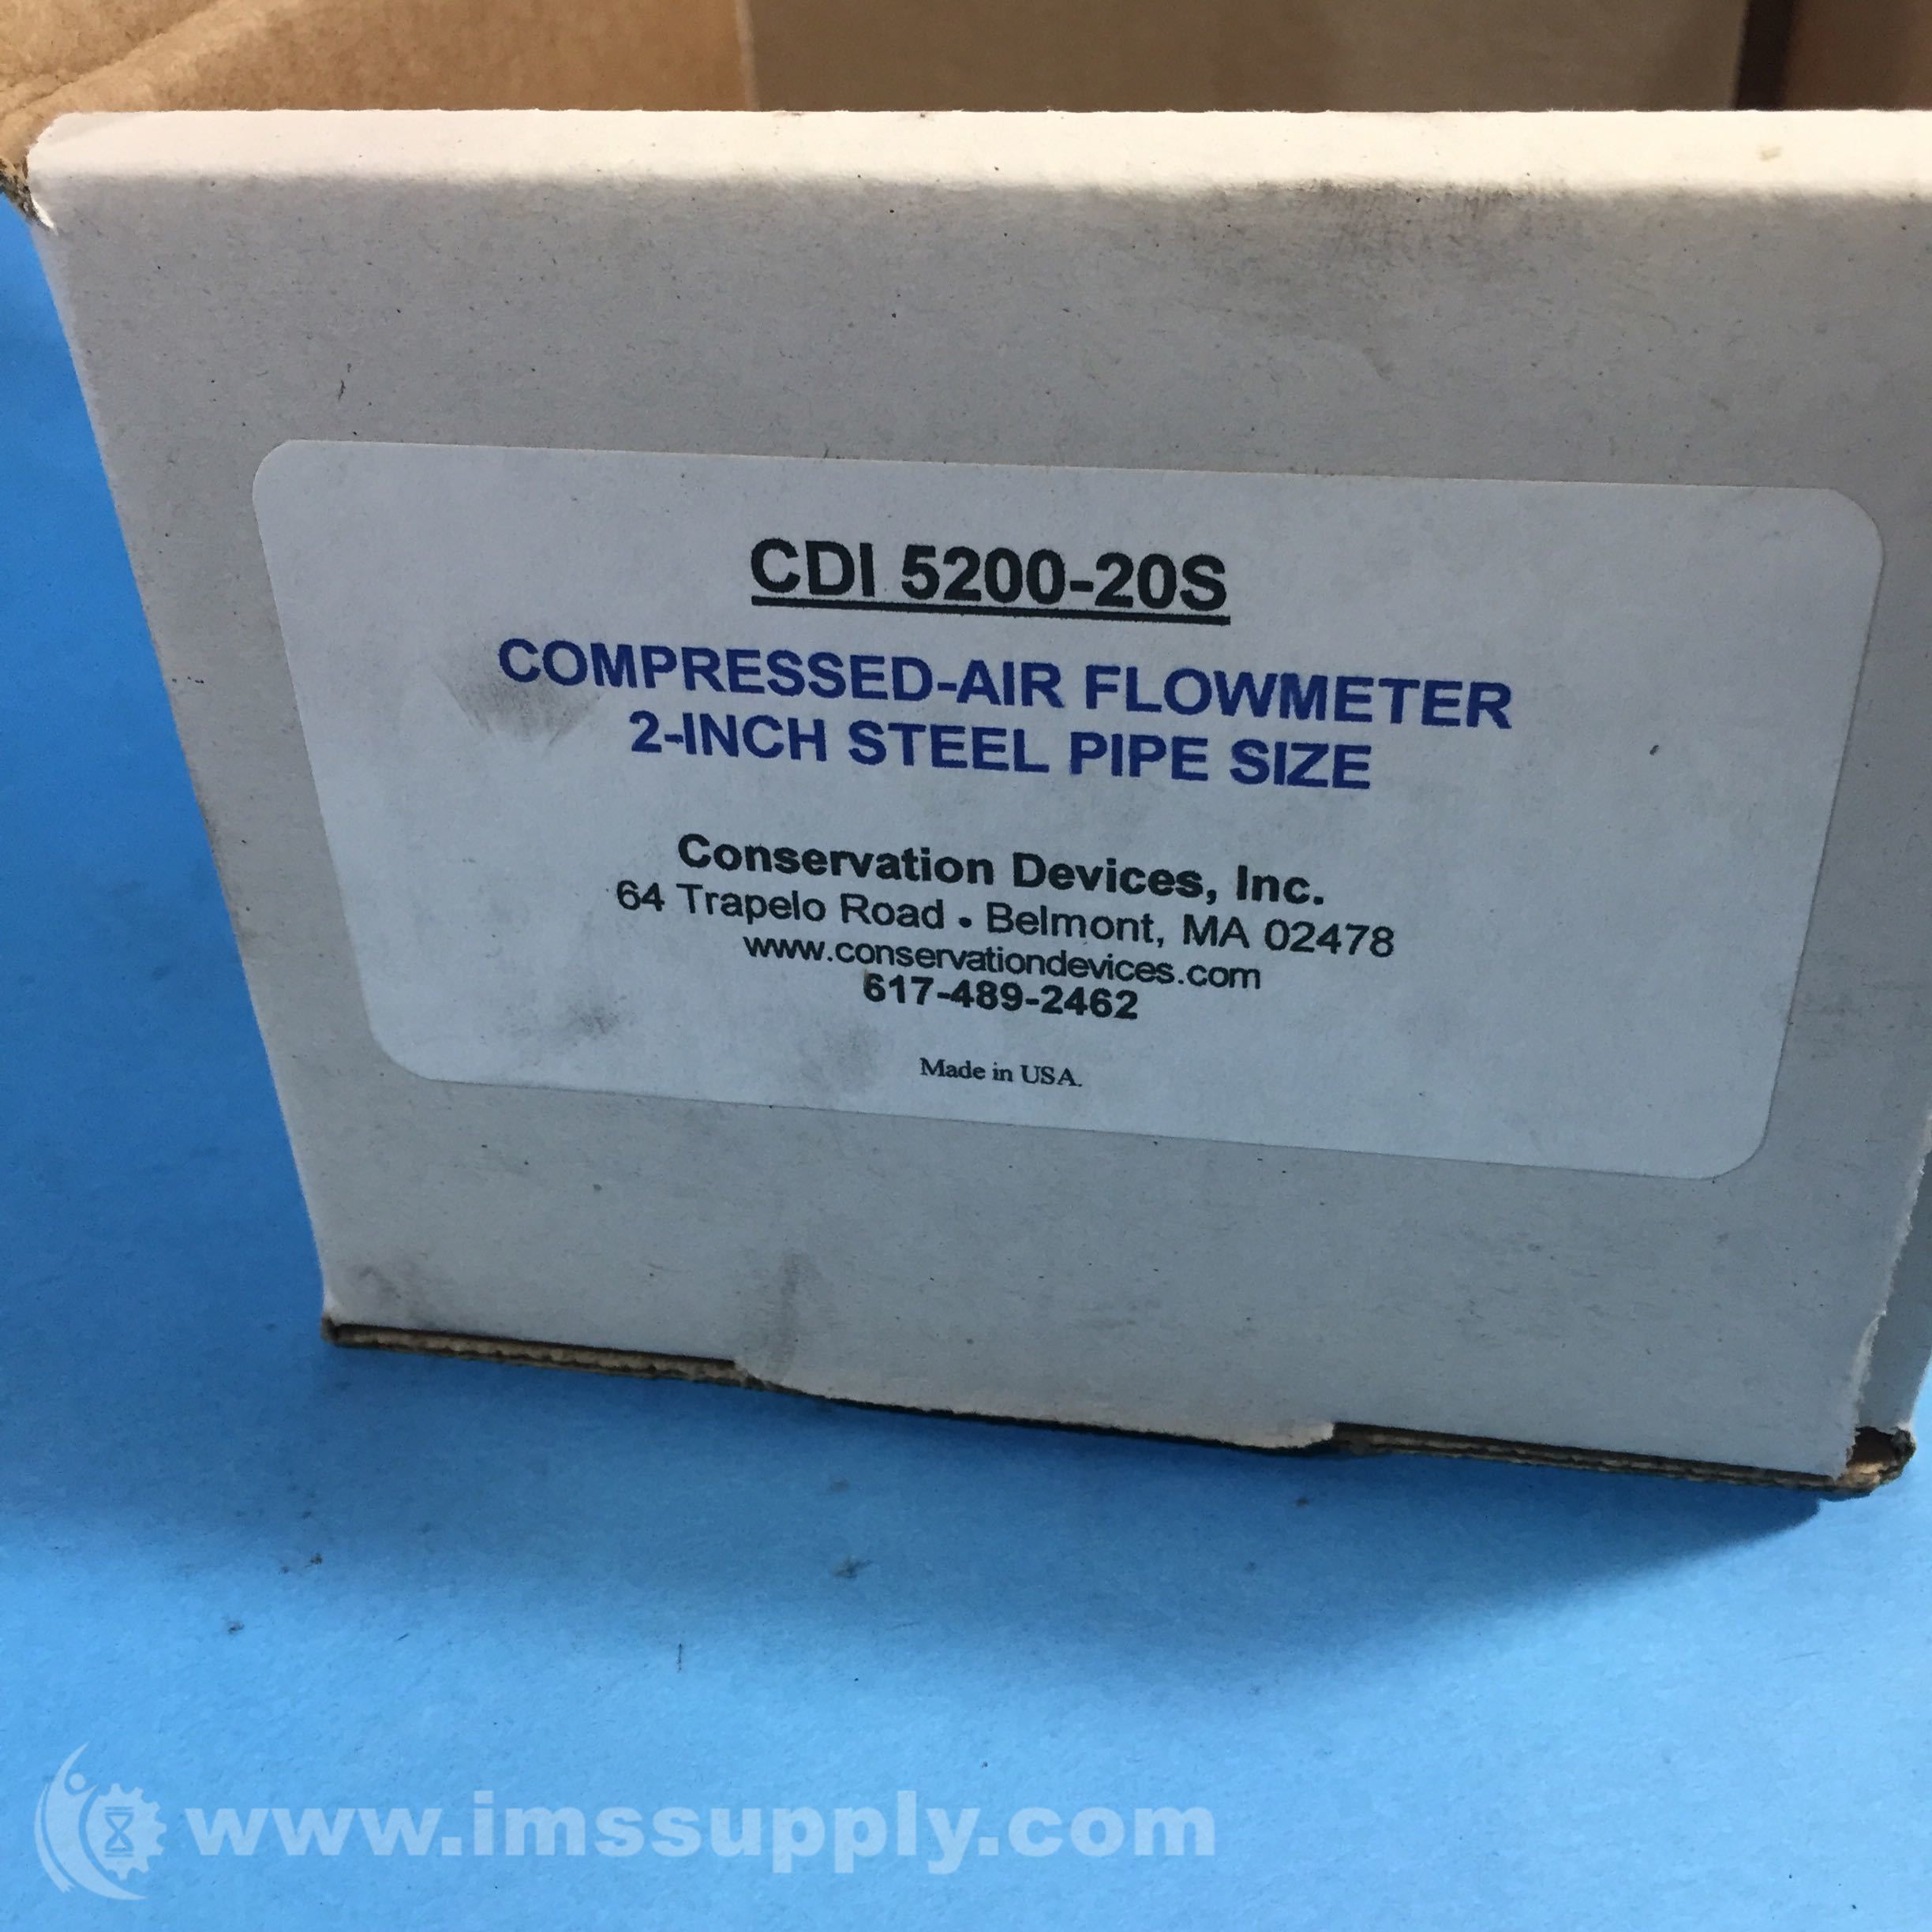 CDI 5200-20S
COMPRESSED-AIR FLOWMETER
2-INCH STEEL PIPE SIZE
Conservation Devices, Inc.
64 Trapelo Road • Belmont, MA 02478
www.conservationdevices.com
617-489-2462
Made in USA.
www.imssupply.com